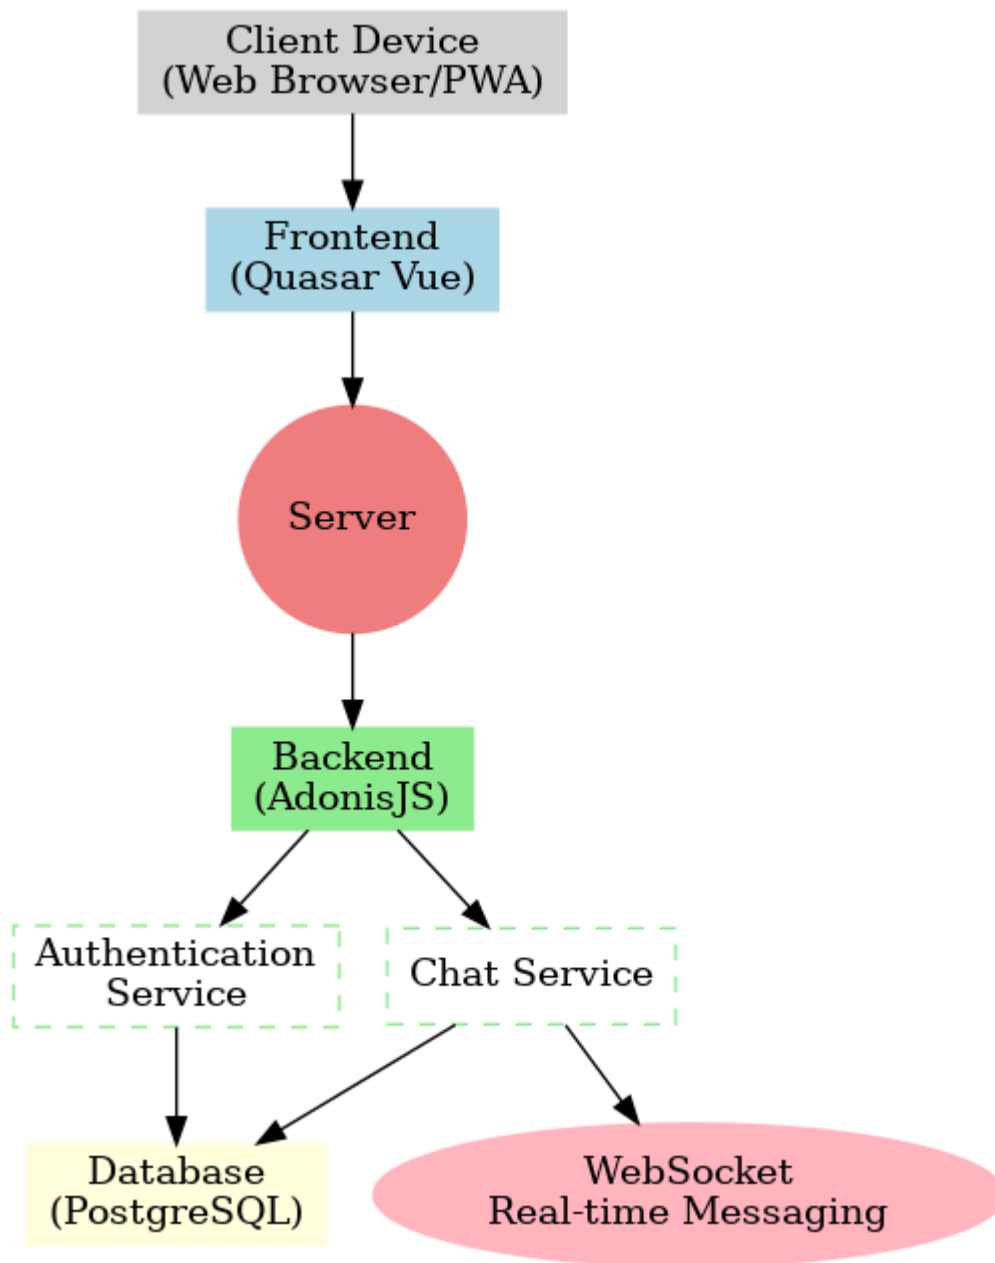 Client Device
(Web Browser/PWA)
Frontend
(Quasar Vue)
Server
Backend
(AdonisJS)
Authentication
Service
Chat Service
Database
(PostgreSQL)
WebSocket
Real-time Messaging